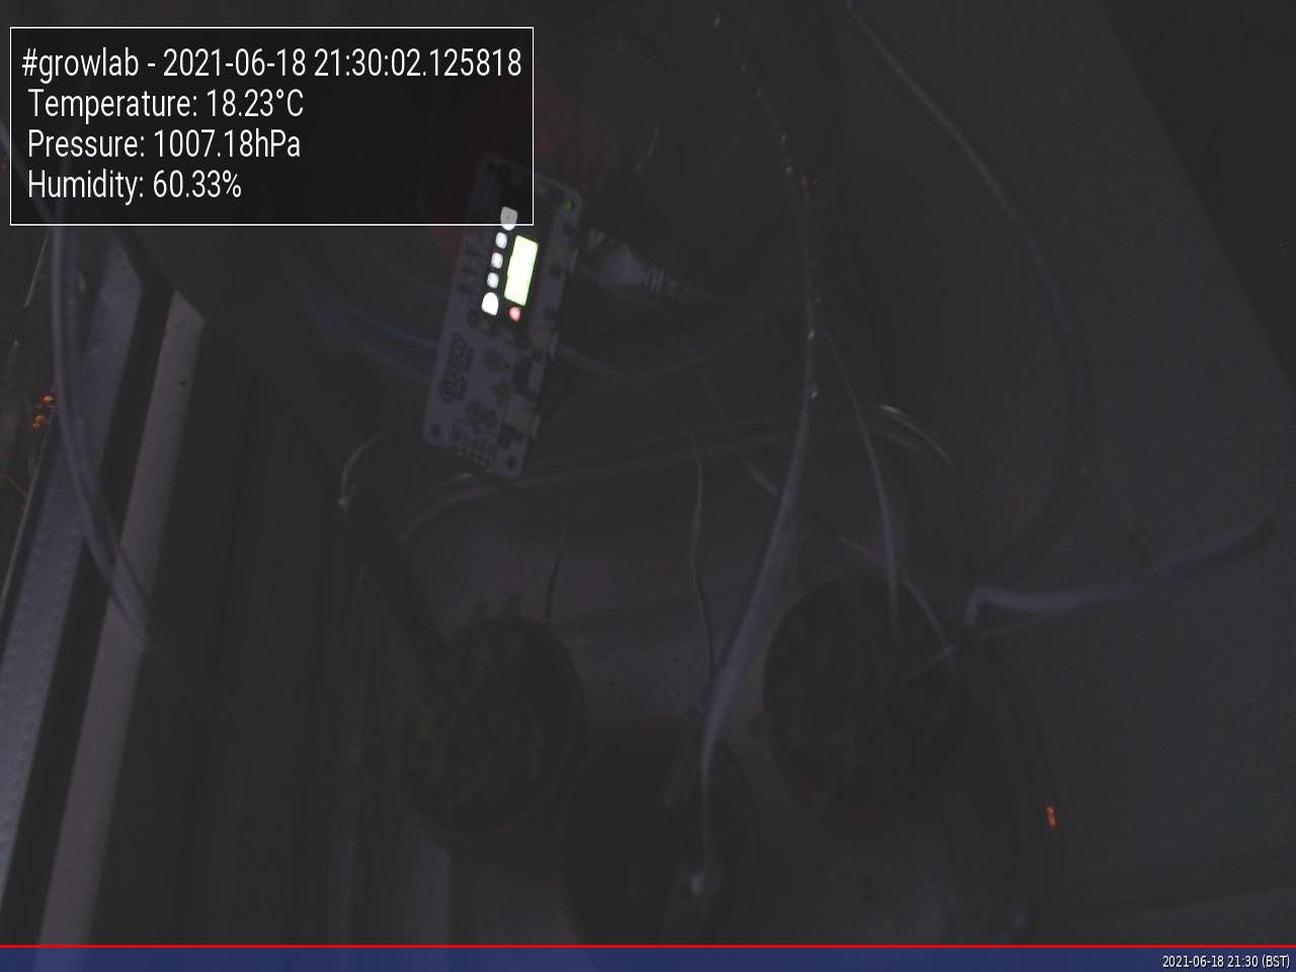 #growlab - 2021-06-18 21:30:02.125818
Temperature: 18.23°C
Pressure: 1007.18hPa
Humidity: 60.33%
2021-06-18 21:30 (BST)